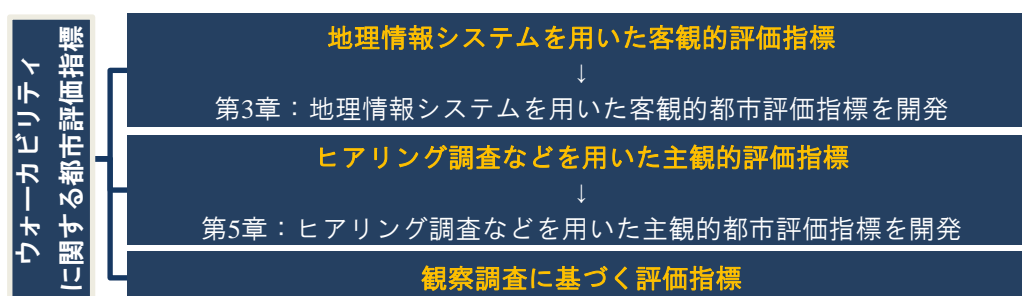 ウォーカビリティ
に関する都市評価指標
地理情報システムを用いた客観的評価指標
↓
第3章：地理情報システムを用いた客観的都市評価指標を開発
ヒアリング調査などを用いた主観的評価指標
↓
第5章：ヒアリング調査などを用いた主観的都市評価指標を開発
観察調査に基づく評価指標